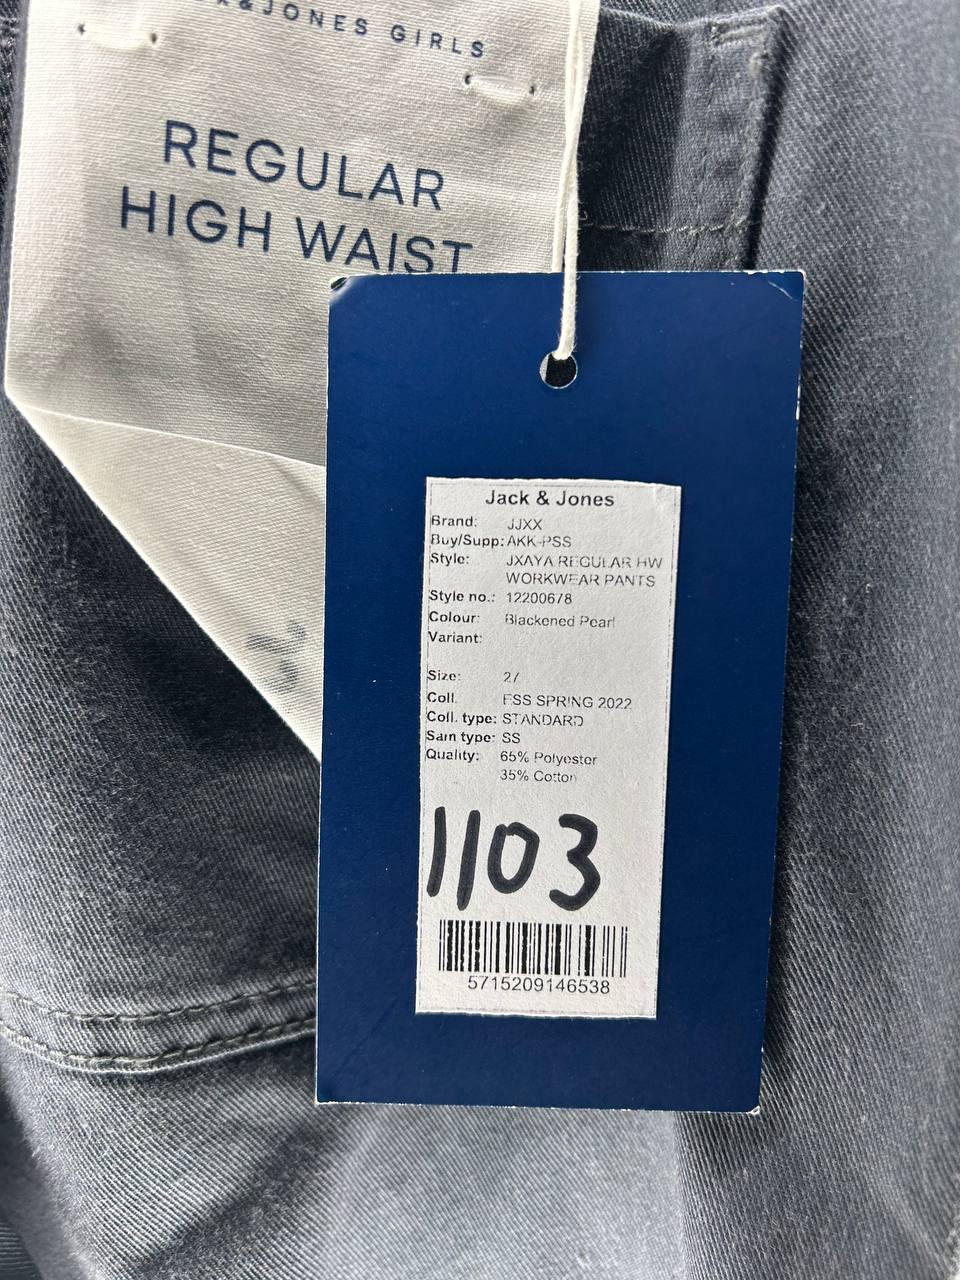 &JONES GIRLS
REGULAR
HIGH WAIST
Jack & Jones
Brand: JJXX
Buy/Supp: AKK-PSS
Style: JXAYA REGULAR HW
WORKWEAR PANTS
Style no.: 12200678
Colour: Blackened Pearl
Variant:
Size: 27
Coll. ESS SPRING 2022
Coll. type: STANDARD
Sam type: SS
Quality: 65% Polyester
35% Cotton
1103
5715209146538